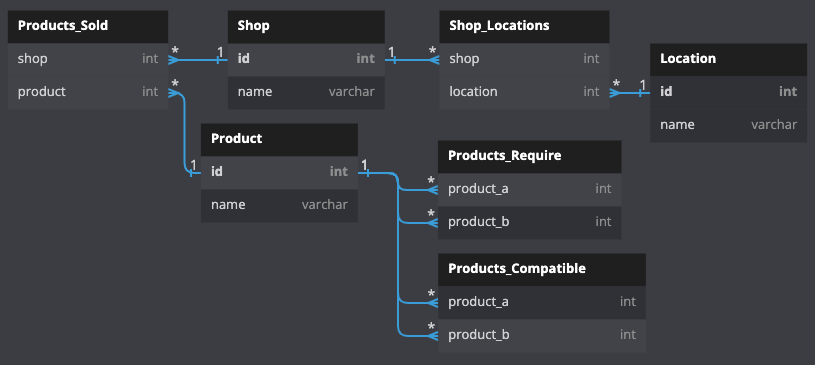 Products_Sold
shop int
product int
* 1
*
Shop
id int
name varchar
1 *
Shop_Locations
shop int
location int
* 1
Location
id int
name varchar
Product
id int
name varchar
1 1
Products_Require
* product_a int
* product_b int
Products_Compatible
* product_a int
* product_b int